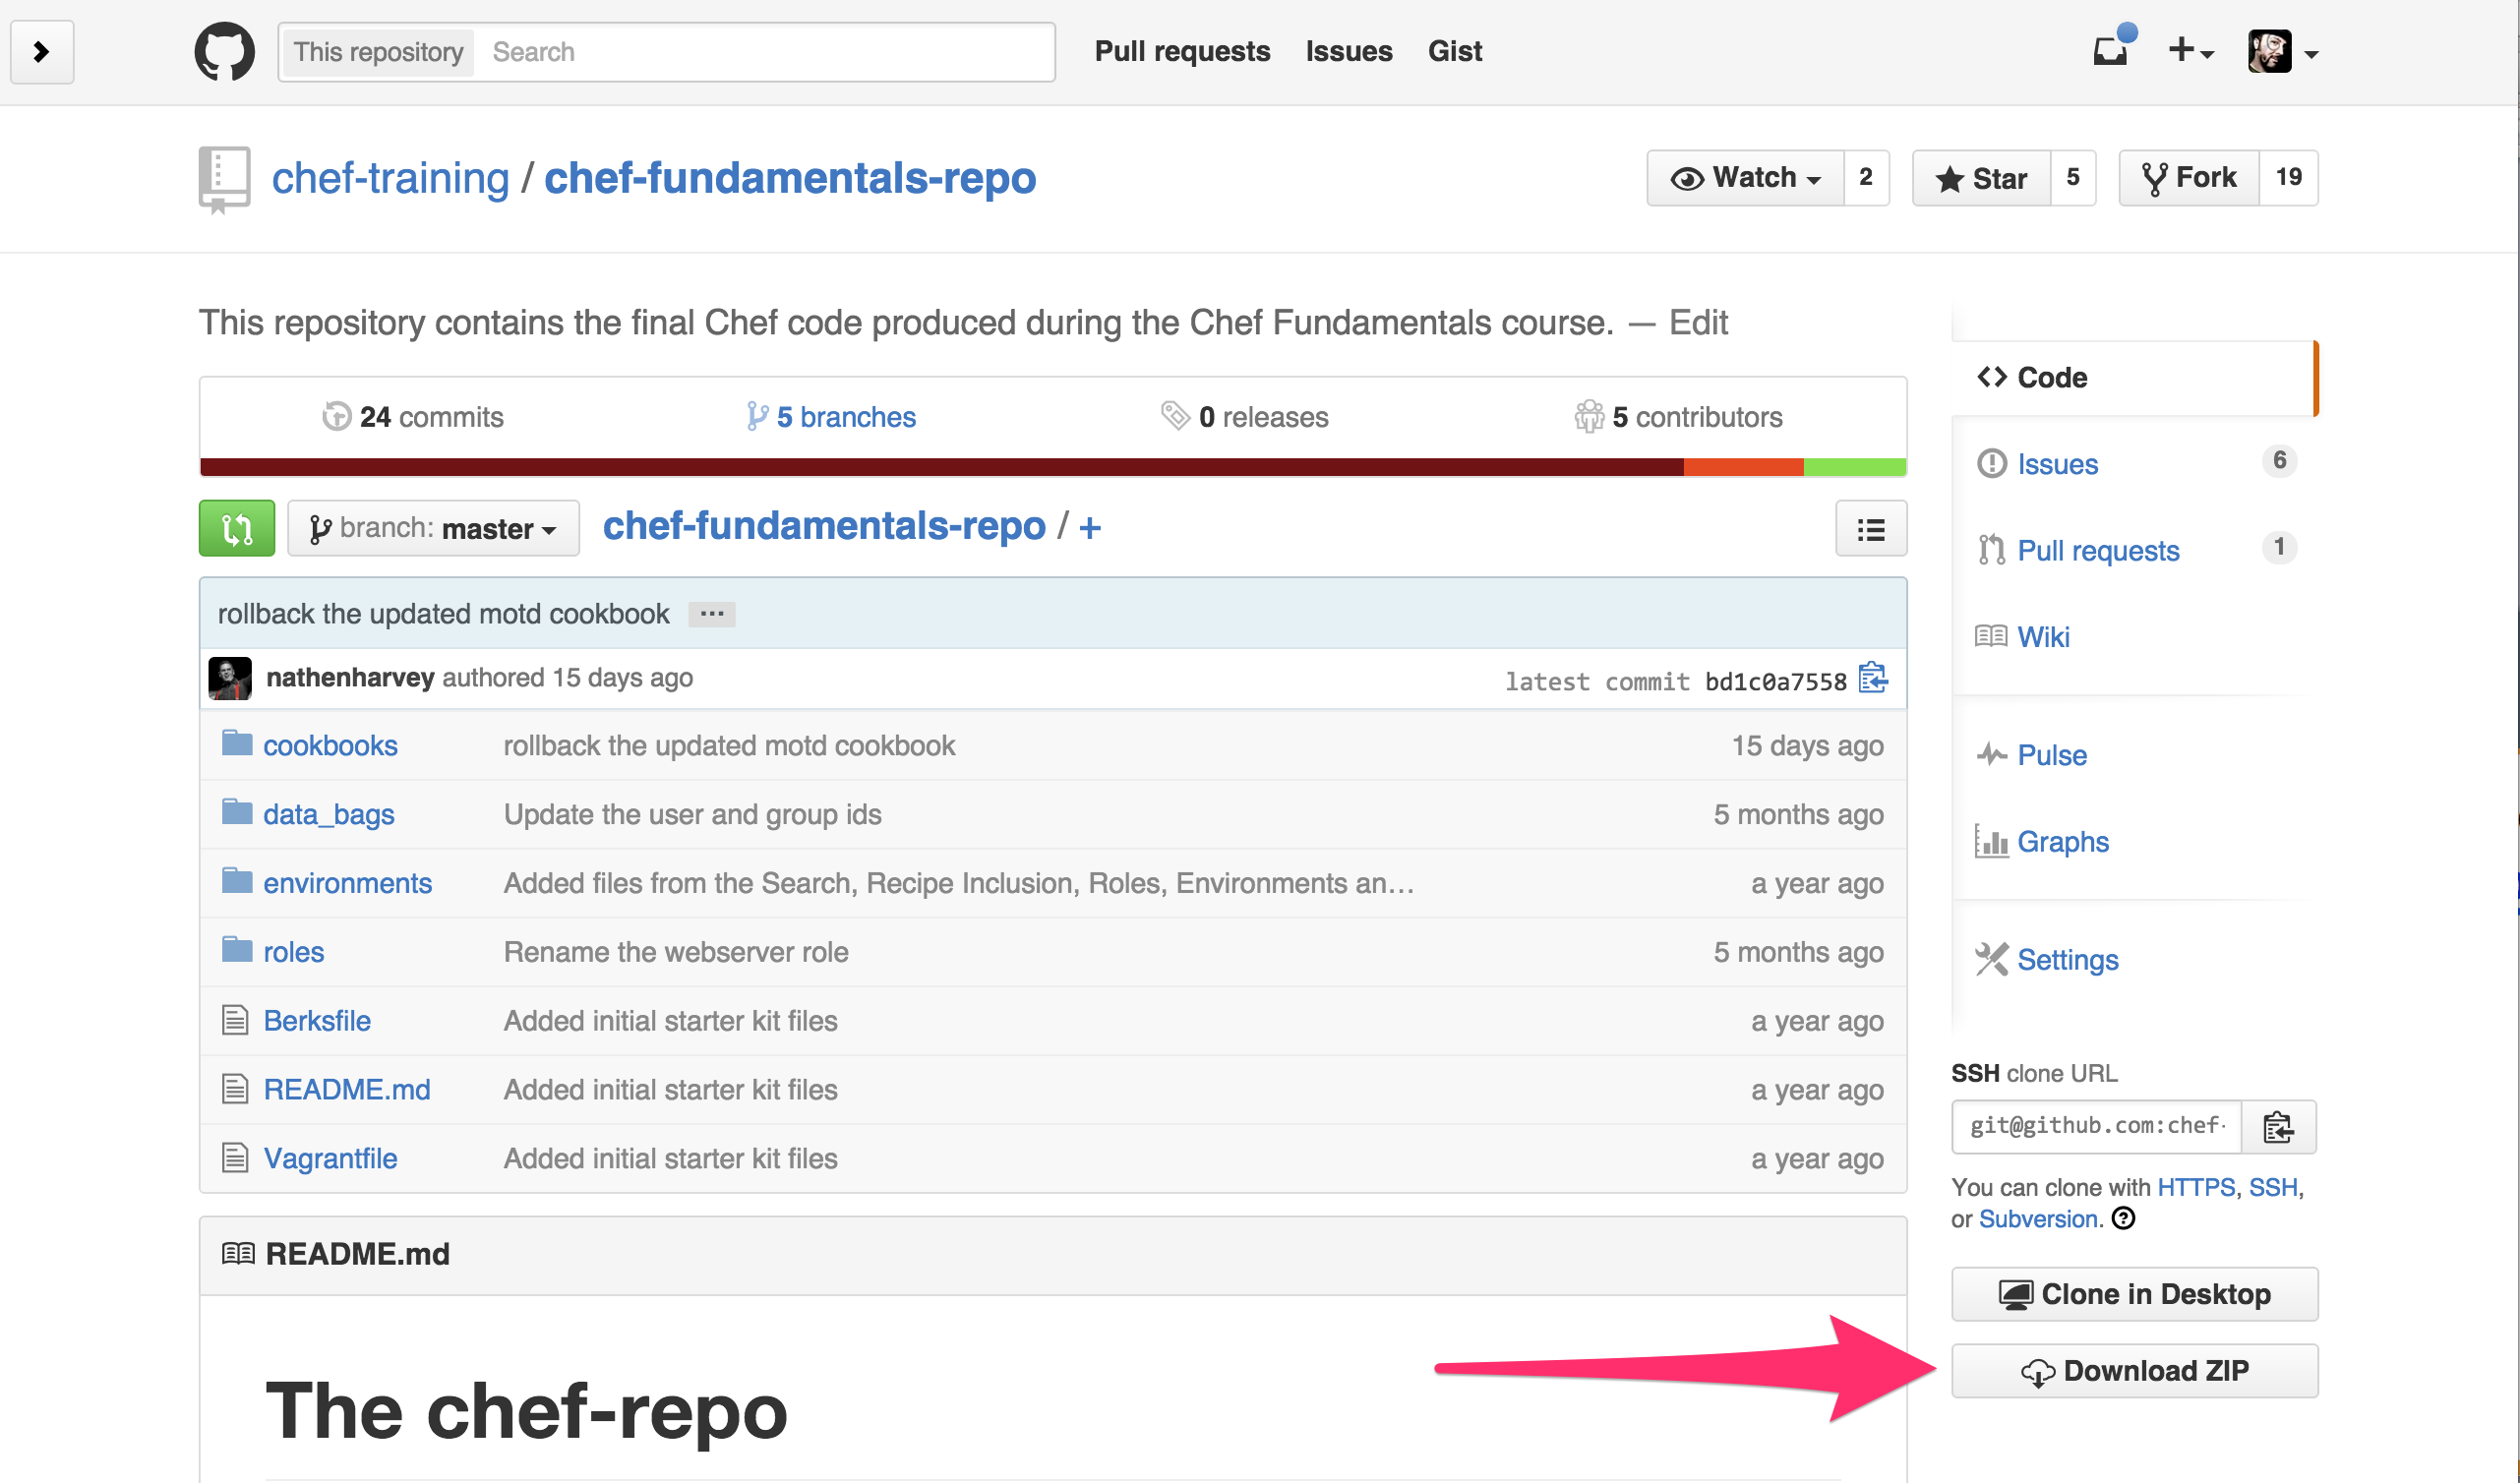 This repository Search Pull requests Issues Gist
chef-training / chef-fundamentals-repo
Watch 2 Star 5 Fork 19
This repository contains the final Chef code produced during the Chef Fundamentals course. — Edit
24 commits 5 branches 0 releases 5 contributors
branch: master chef-fundamentals-repo / +
rollback the updated motd cookbook ...
nathenharvey authored 15 days ago latest commit bd1c0a7558
cookbooks rollback the updated motd cookbook 15 days ago
data_bags Update the user and group ids 5 months ago
environments Added files from the Search, Recipe Inclusion, Roles, Environments an… a year ago
roles Rename the webserver role 5 months ago
Berksfile Added initial starter kit files a year ago
README.md Added initial starter kit files a year ago
Vagrantfile Added initial starter kit files a year ago
README.md
The chef-repo
Code
Issues 6
Pull requests 1
Wiki
Pulse
Graphs
Settings
SSH clone URL
git@github.com:chef-
You can clone with HTTPS, SSH,
or Subversion.
Clone in Desktop
Download ZIP